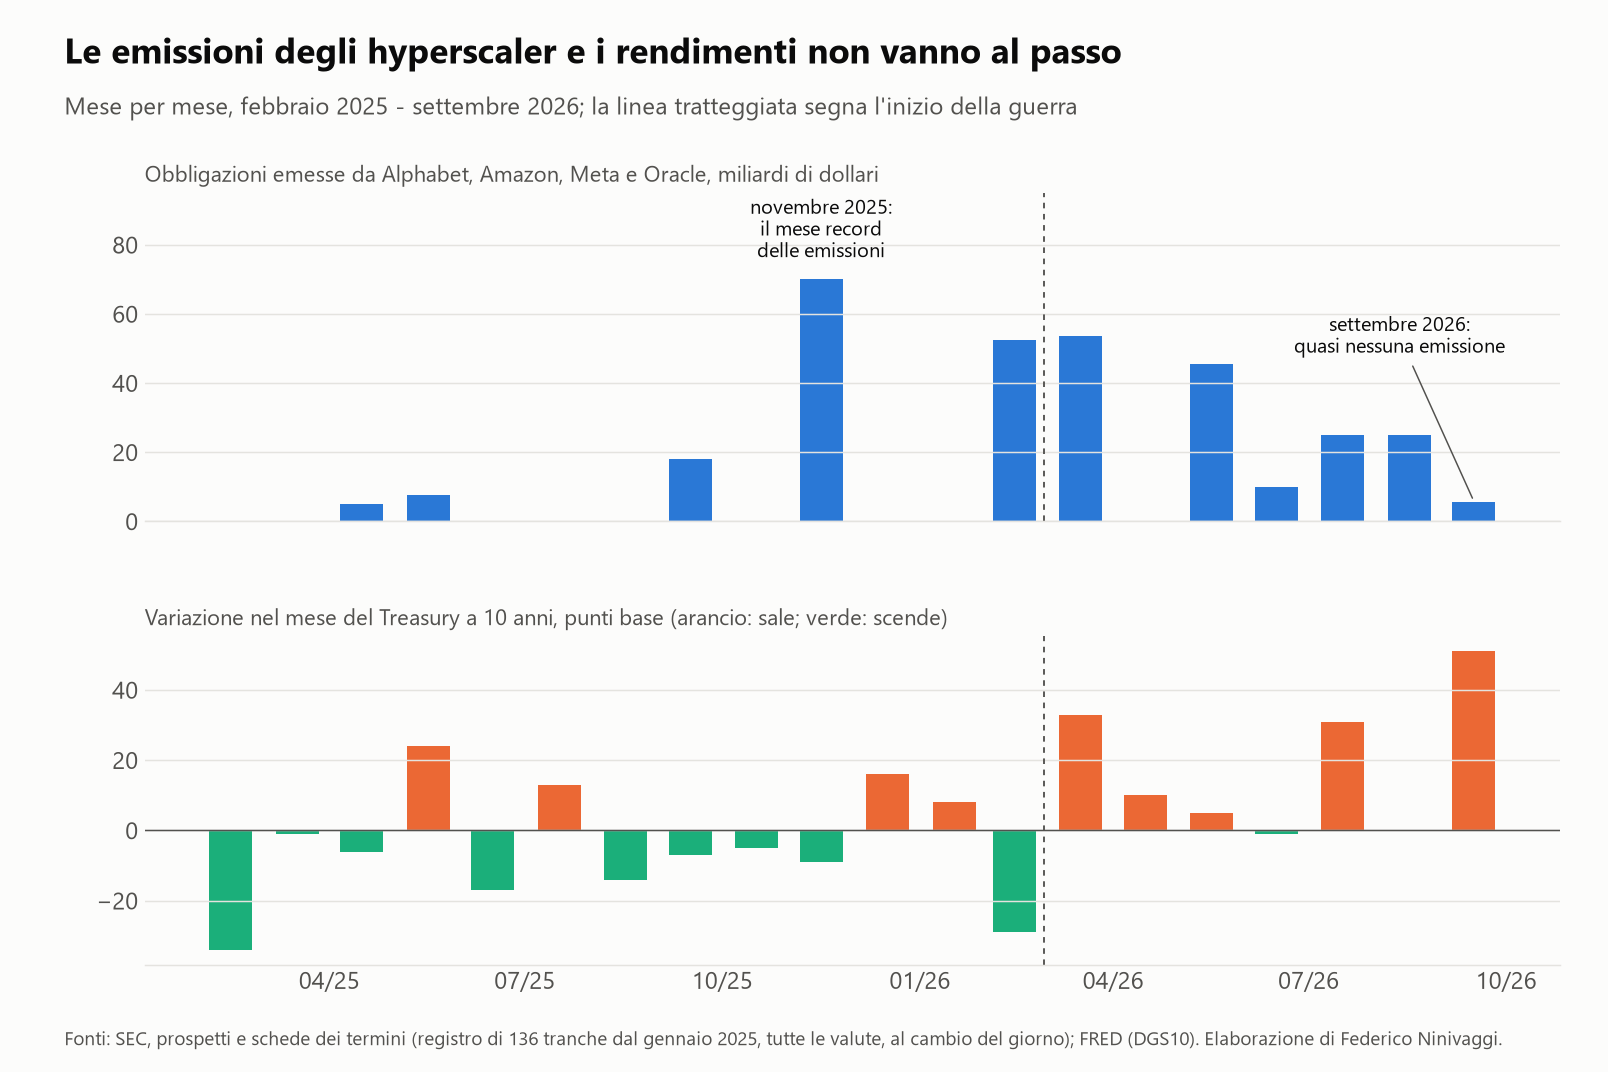 Le emissioni degli hyperscaler e i rendimenti non vanno al passo
Mese per mese, febbraio 2025 - settembre 2026; la linea tratteggiata segna l'inizio della guerra
Obbligazioni emesse da Alphabet, Amazon, Meta e Oracle, miliardi di dollari
novembre 2025:
il mese record
delle emissioni
80
60
settembre 2026:
quasi nessuna emissione
40
20
0
Variazione nel mese del Treasury a 10 anni, punti base (arancio: sale; verde: scende)
40
20
0
−20
04/25 07/25 10/25 01/26 04/26 07/26 10/26
Fonti: SEC, prospetti e schede dei termini (registro di 136 tranche dal gennaio 2025, tutte le valute, al cambio del giorno); FRED (DGS10). Elaborazione di Federico Ninivaggi.